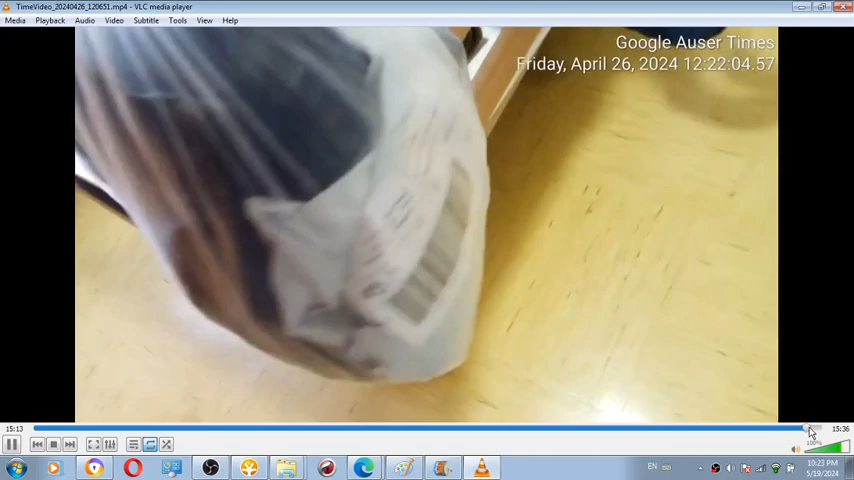 TimeVideo_20240426_120651.mp4 - VLC media player
Media Playback Audio Video Subtitle Tools View Help
Google Auser Times
Friday, April 26, 2024 12:22:04.57
15:13
15:36
100%
EN
10:23 PM
5/19/2024